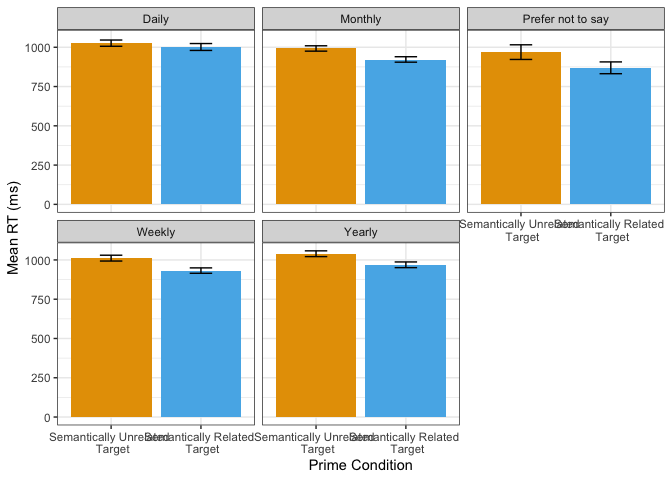 Daily
Monthly
Prefer not to say
1000
750
500
250
0
Mean RT (ms)
Semantically Unrelated
Target
Semantically Related
Target
Weekly
Yearly
1000
750
500
250
0
Semantically Unrelated
Target
Semantically Related
Target
Semantically Unrelated
Target
Semantically Related
Target
Prime Condition